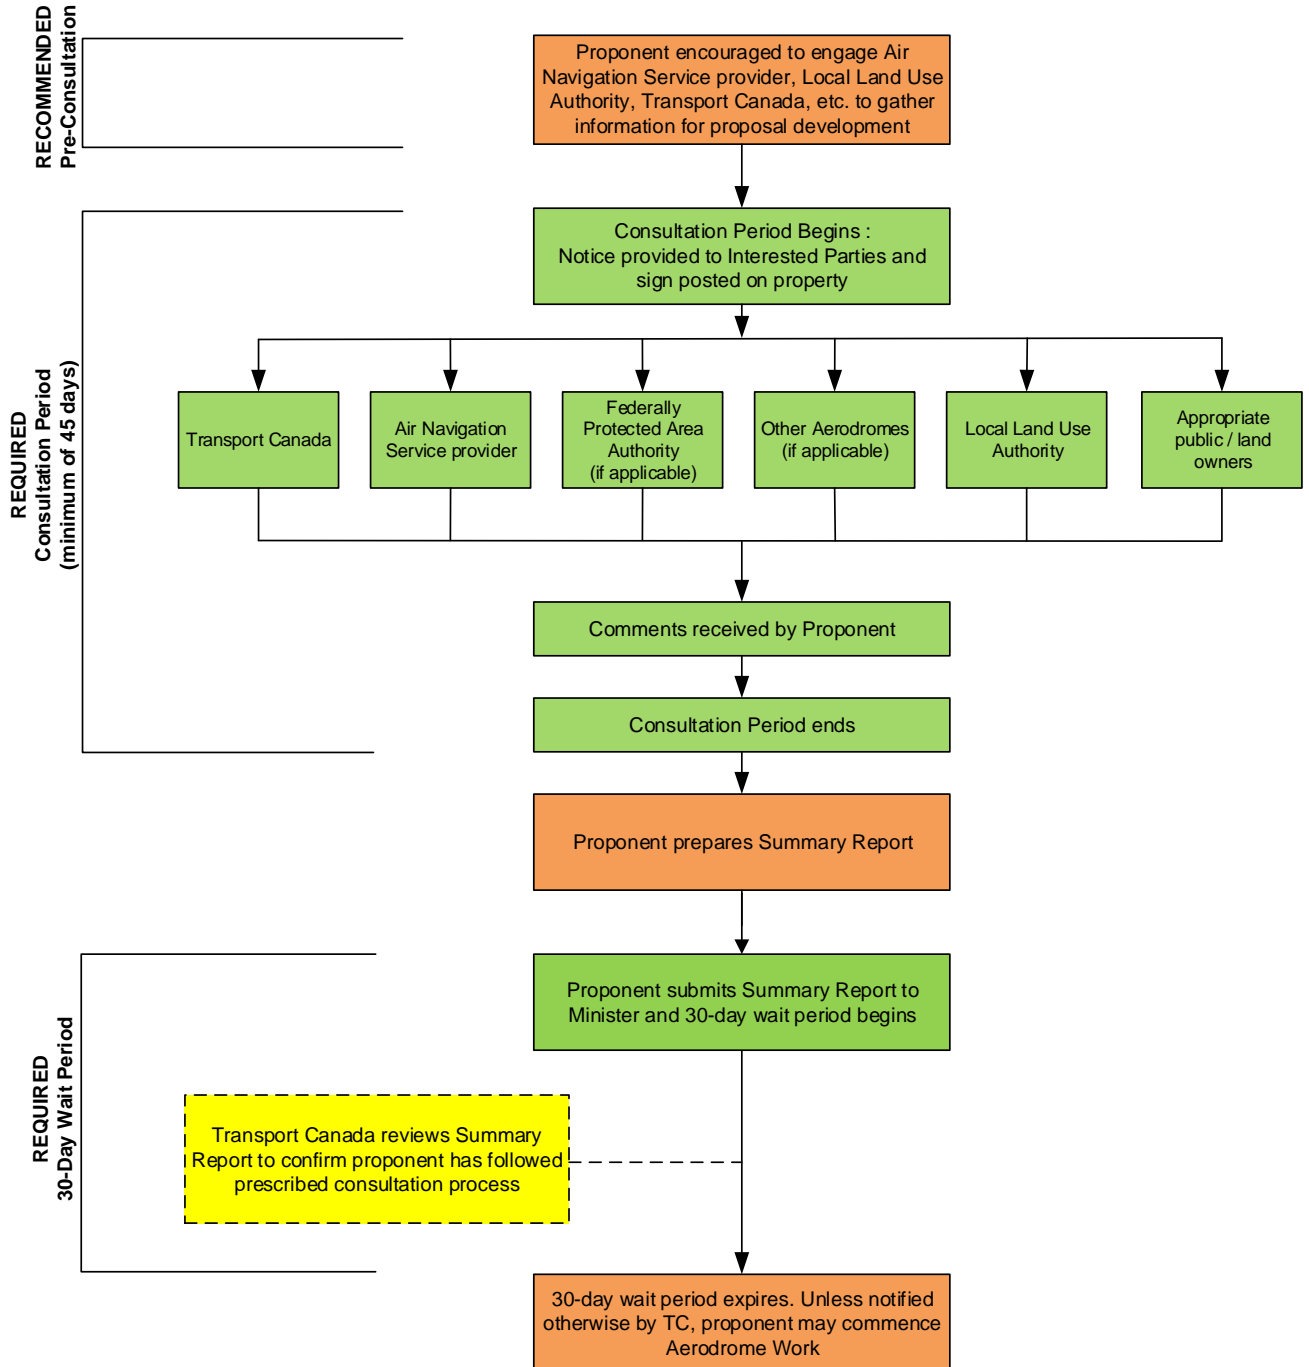 RECOMMENDED
Pre-Consultation
Proponent encouraged to engage Air
Navigation Service provider, Local Land Use
Authority, Transport Canada, etc. to gather
information for proposal development
REQUIRED
Consultation Period
(minimum of 45 days)
Consultation Period Begins :
Notice provided to Interested Parties and
sign posted on property
Transport Canada
Air Navigation
Service provider
Federally
Protected Area
Authority
(if applicable)
Other Aerodromes
(if applicable)
Local Land Use
Authority
Appropriate
public / land
owners
Comments received by Proponent
Consultation Period ends
Proponent prepares Summary Report
REQUIRED
30-Day Wait Period
Proponent submits Summary Report to
Minister and 30-day wait period begins
Transport Canada reviews Summary
Report to confirm proponent has followed
prescribed consultation process
30-day wait period expires. Unless notified
otherwise by TC, proponent may commence
Aerodrome Work